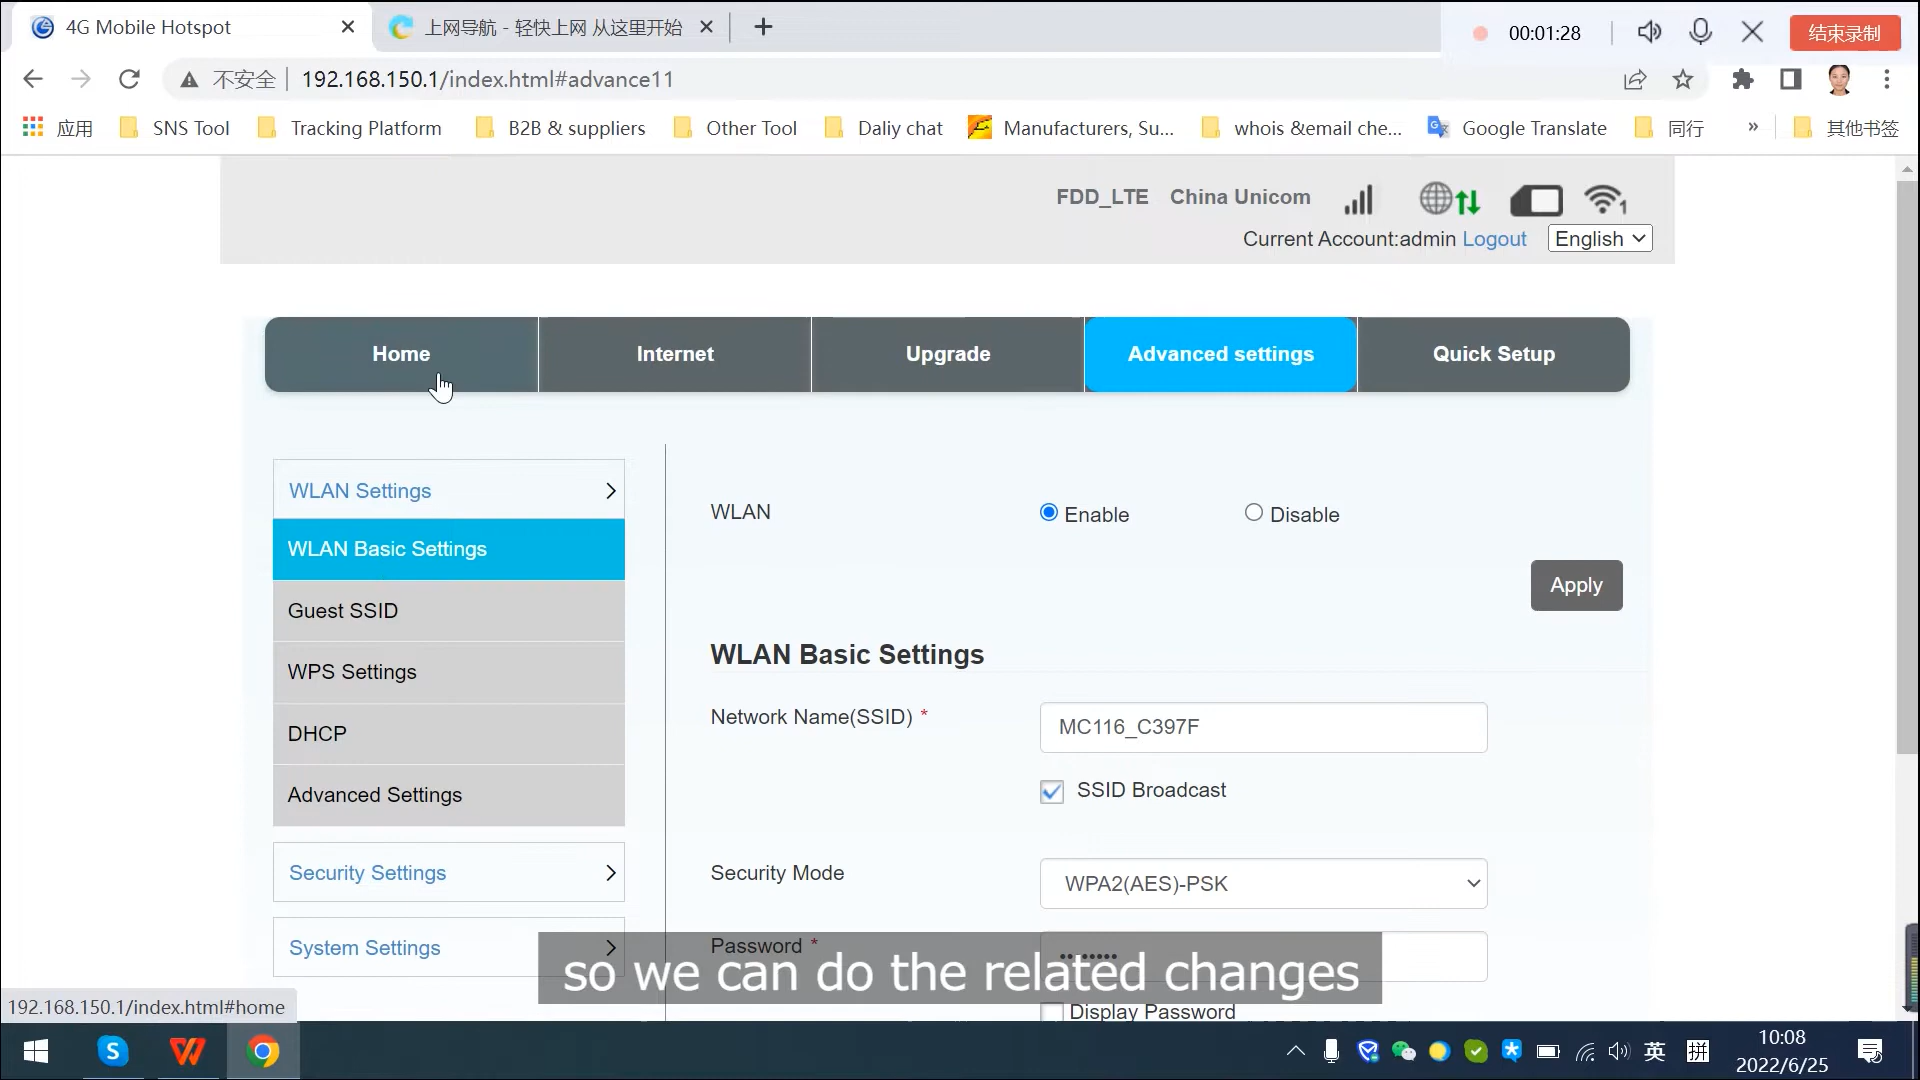 4G Mobile Hotspot
上网导航 - 轻快上网 从这里开始
00:01:28
结束录制
不安全
192.168.150.1/index.html#advance11
应用
SNS Tool
Tracking Platform
B2B & suppliers
Other Tool
Daliy chat
Manufacturers, Su...
whois &email che...
Google Translate
同行
»
其他书签
FDD_LTE China Unicom
1
Current Account:admin Logout English
Home
Internet
Upgrade
Advanced settings
Quick Setup
WLAN Settings
WLAN Basic Settings
Guest SSID
WPS Settings
DHCP
Advanced Settings
Security Settings
System Settings
WLAN
Enable
Disable
Apply
WLAN Basic Settings
Network Name(SSID) *
MC116_C397F
SSID Broadcast
Security Mode
WPA2(AES)-PSK
Password *
••••••••
so we can do the related changes
Display Password
192.168.150.1/index.html#home
英
拼
10:08
2022/6/25